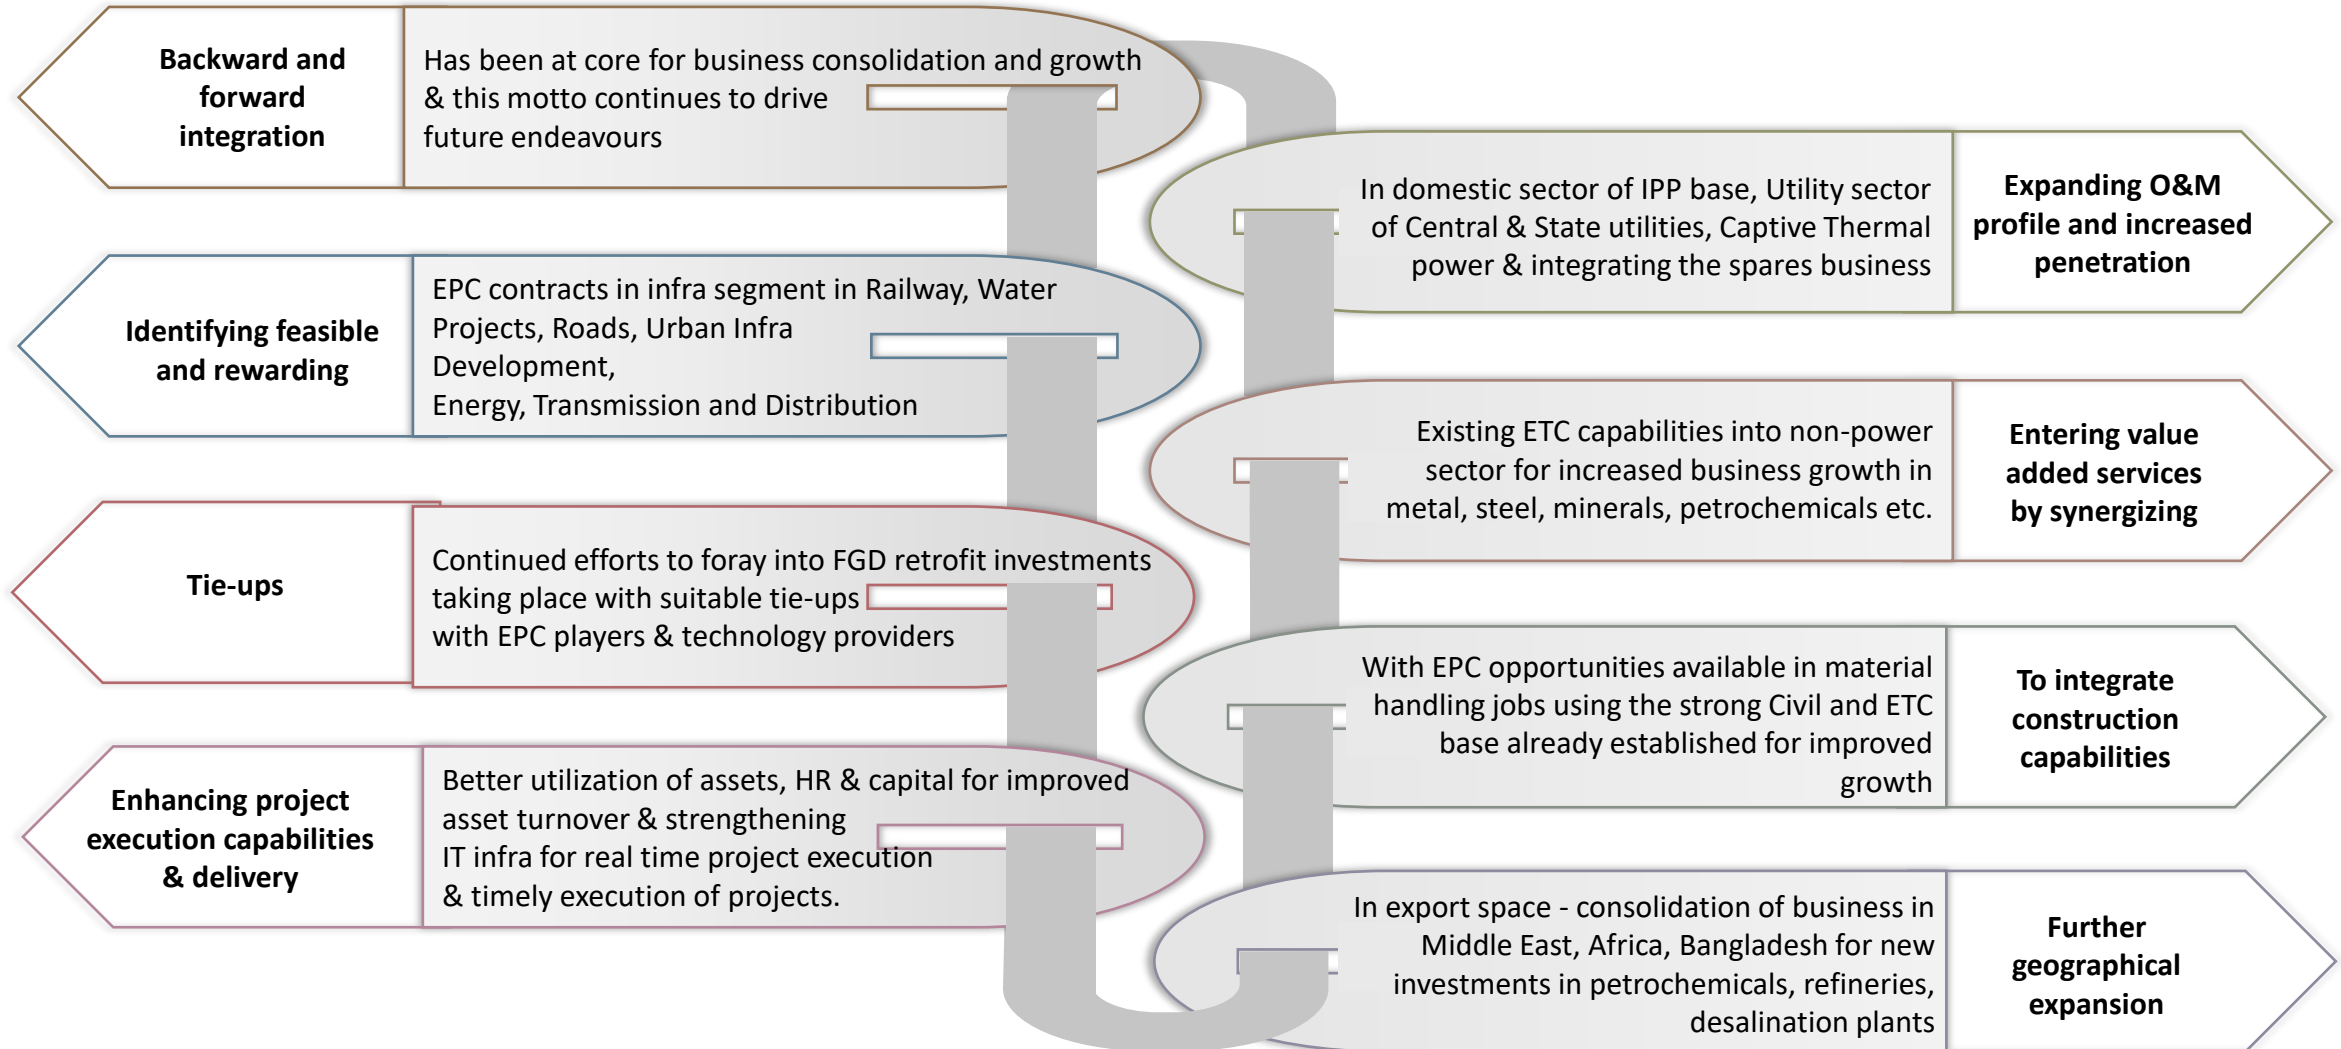 Backward and
forward
integration
Has been at core for business consolidation and growth
& this motto continues to drive
future endeavours
In domestic sector of IPP base, Utility sector
of Central & State utilities, Captive Thermal
power & integrating the spares business
Expanding O&M
profile and increased
penetration
Identifying feasible
and rewarding
EPC contracts in infra segment in Railway, Water
Projects, Roads, Urban Infra
Development,
Energy, Transmission and Distribution
Existing ETC capabilities into non-power
sector for increased business growth in
metal, steel, minerals, petrochemicals etc.
Entering value
added services
by synergizing
Tie-ups
Continued efforts to foray into FGD retrofit investments
taking place with suitable tie-ups
with EPC players & technology providers
With EPC opportunities available in material
handling jobs using the strong Civil and ETC
base already established for improved
growth
To integrate
construction
capabilities
Enhancing project
execution capabilities
& delivery
Better utilization of assets, HR & capital for improved
asset turnover & strengthening
IT infra for real time project execution
& timely execution of projects.
In export space - consolidation of business in
Middle East, Africa, Bangladesh for new
investments in petrochemicals, refineries,
desalination plants
Further
geographical
expansion